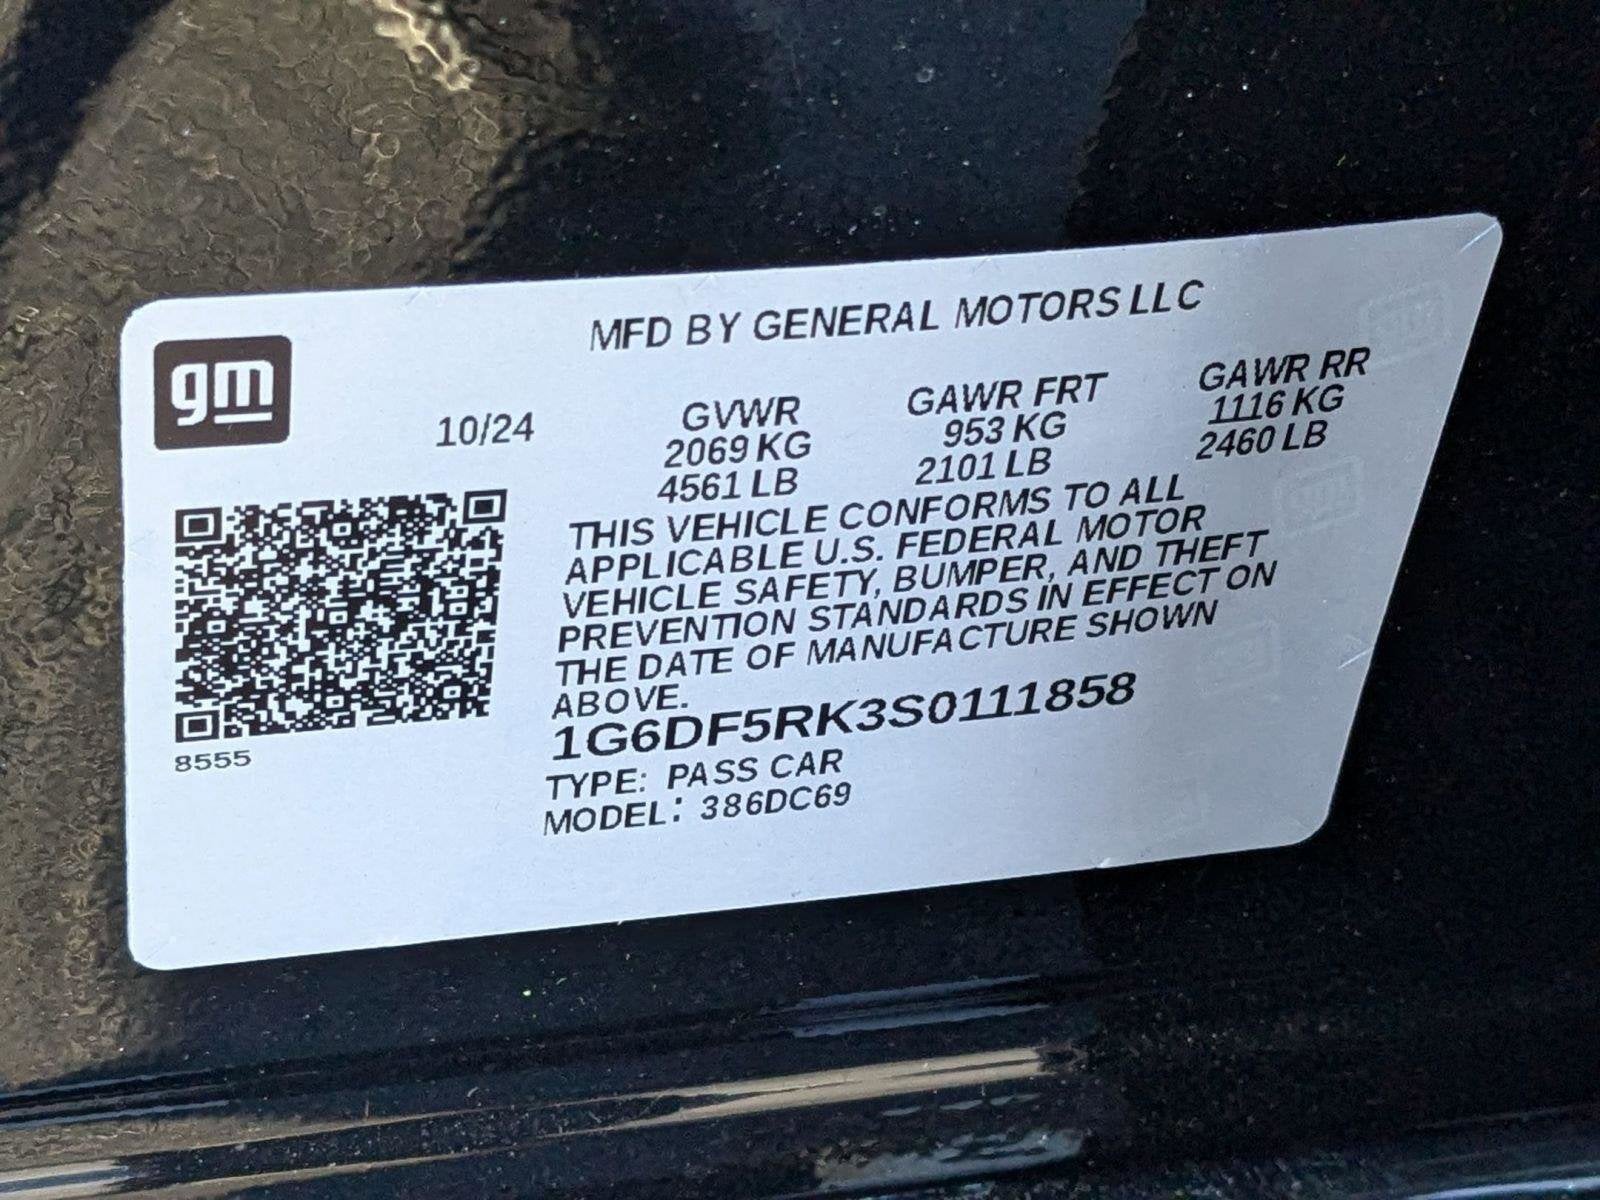 gm
MFD BY GENERAL MOTORS LLC
10/24
GVWR
2069 KG
4561 LB
GAWR FRT
953 KG
2101 LB
GAWR RR
1116 KG
2460 LB
THIS VEHICLE CONFORMS TO ALL
APPLICABLE U.S. FEDERAL MOTOR
VEHICLE SAFETY, BUMPER, AND THEFT
PREVENTION STANDARDS IN EFFECT ON
THE DATE OF MANUFACTURE SHOWN
ABOVE.
1G6DF5RK3S0111858
TYPE: PASS CAR
MODEL: 386DC69
8555